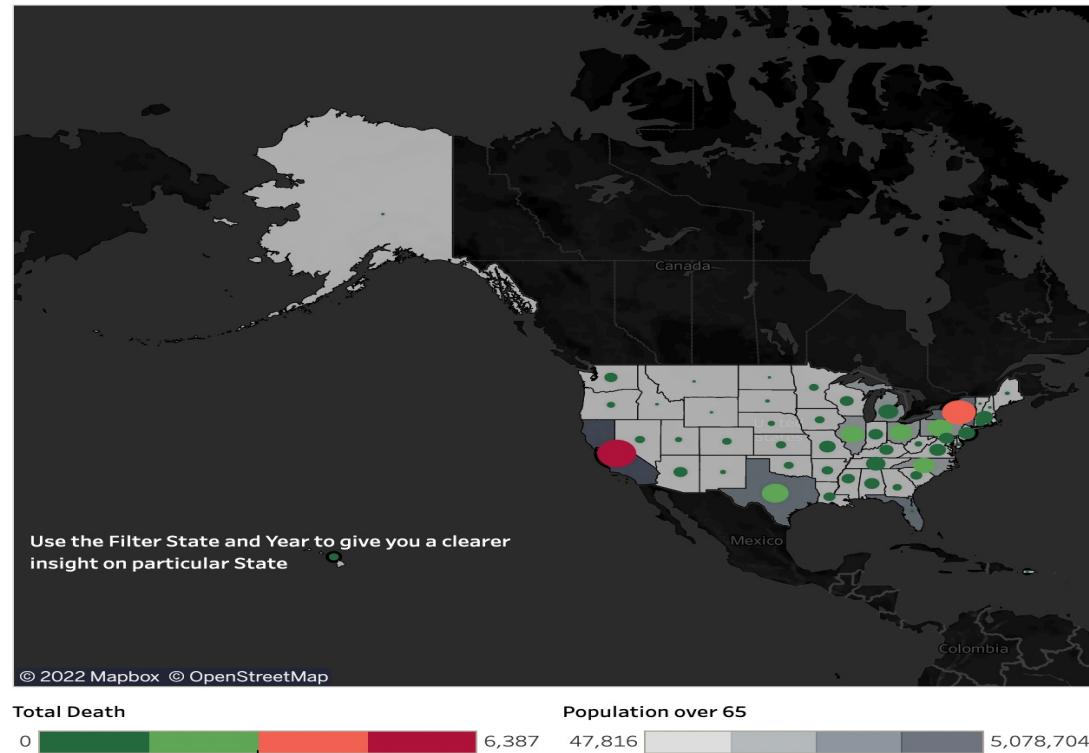 Canada
Mexico
Use the Filter State and Year to give you a clearer
insight on particular State
Colombia
© 2022 Mapbox © OpenStreetMap
Total Death
Population over 65
0
6,387
47,816
5,078,704